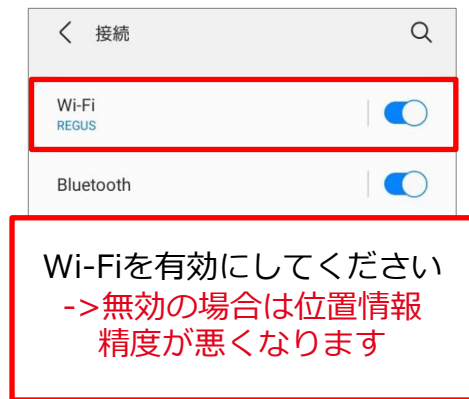 接続
Wi-Fi
REGUS
Bluetooth
Wi-Fiを有効にしてください
->無効の場合は位置情報
精度が悪くなります